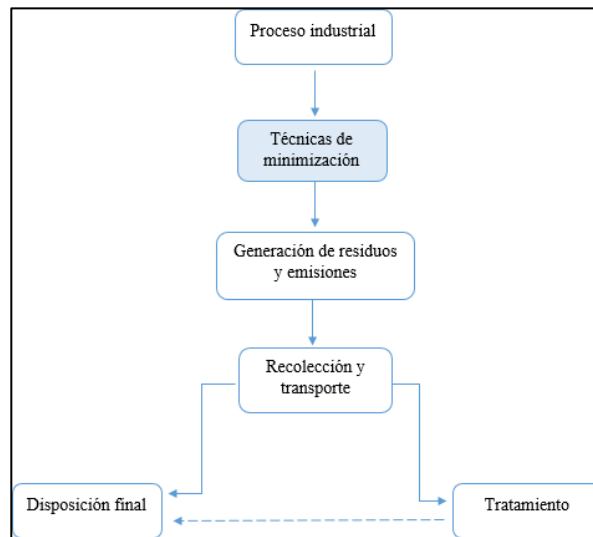 Proceso industrial
Técnicas de
minimización
Generación de residuos
y emisiones
Recolección y
transporte
Disposición final
Tratamiento